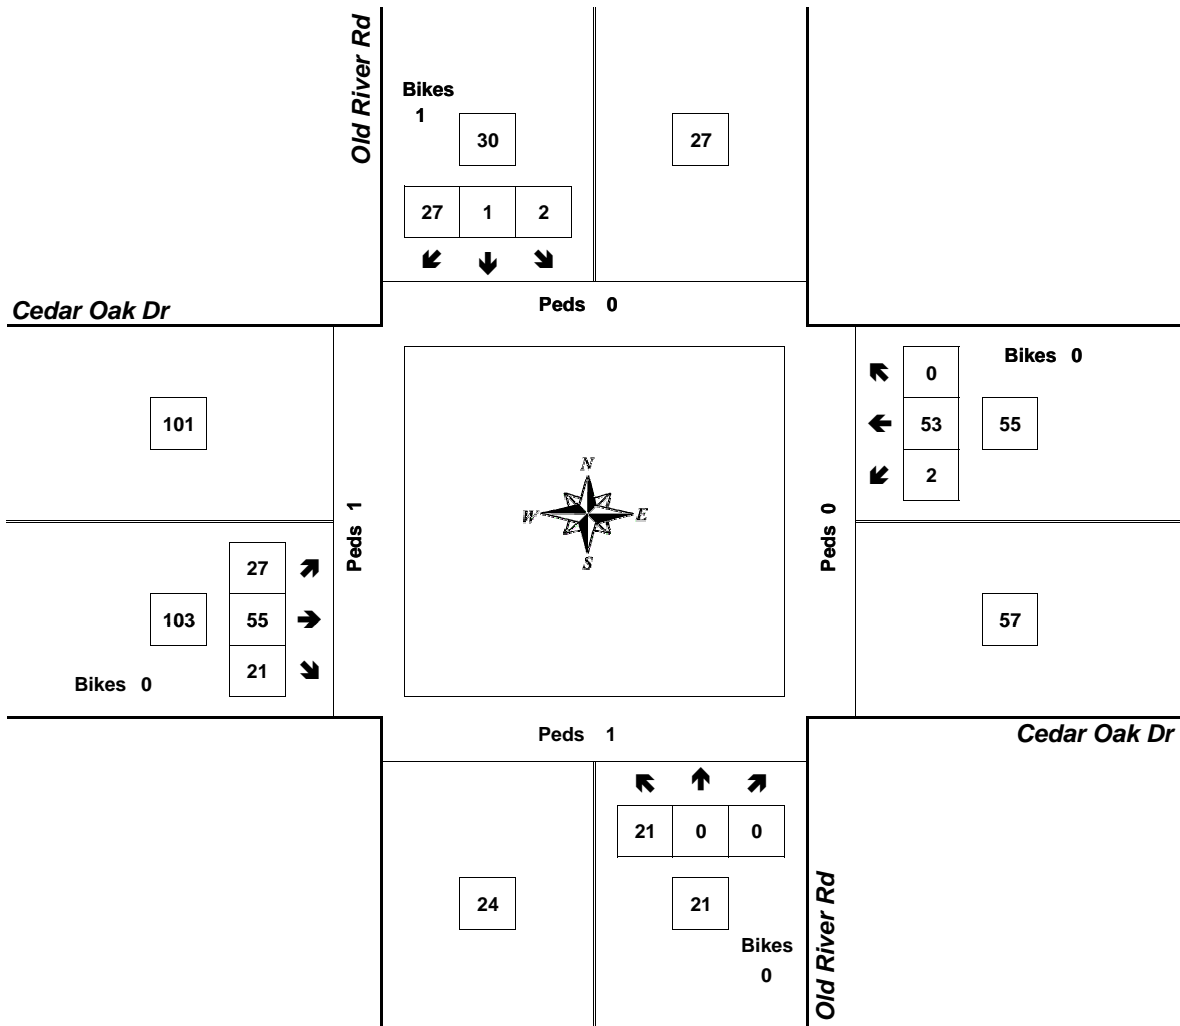 Old River Rd
Bikes
1
30
27
27 1 2
Peds 0
Cedar Oak Dr
Bikes 0
0
101
53 55
2
N
W E
S
Peds 1
Peds 0
27
103 55
21
57
Bikes 0
Peds 1
Cedar Oak Dr
21 0 0
24
21
Bikes
0
Old River Rd